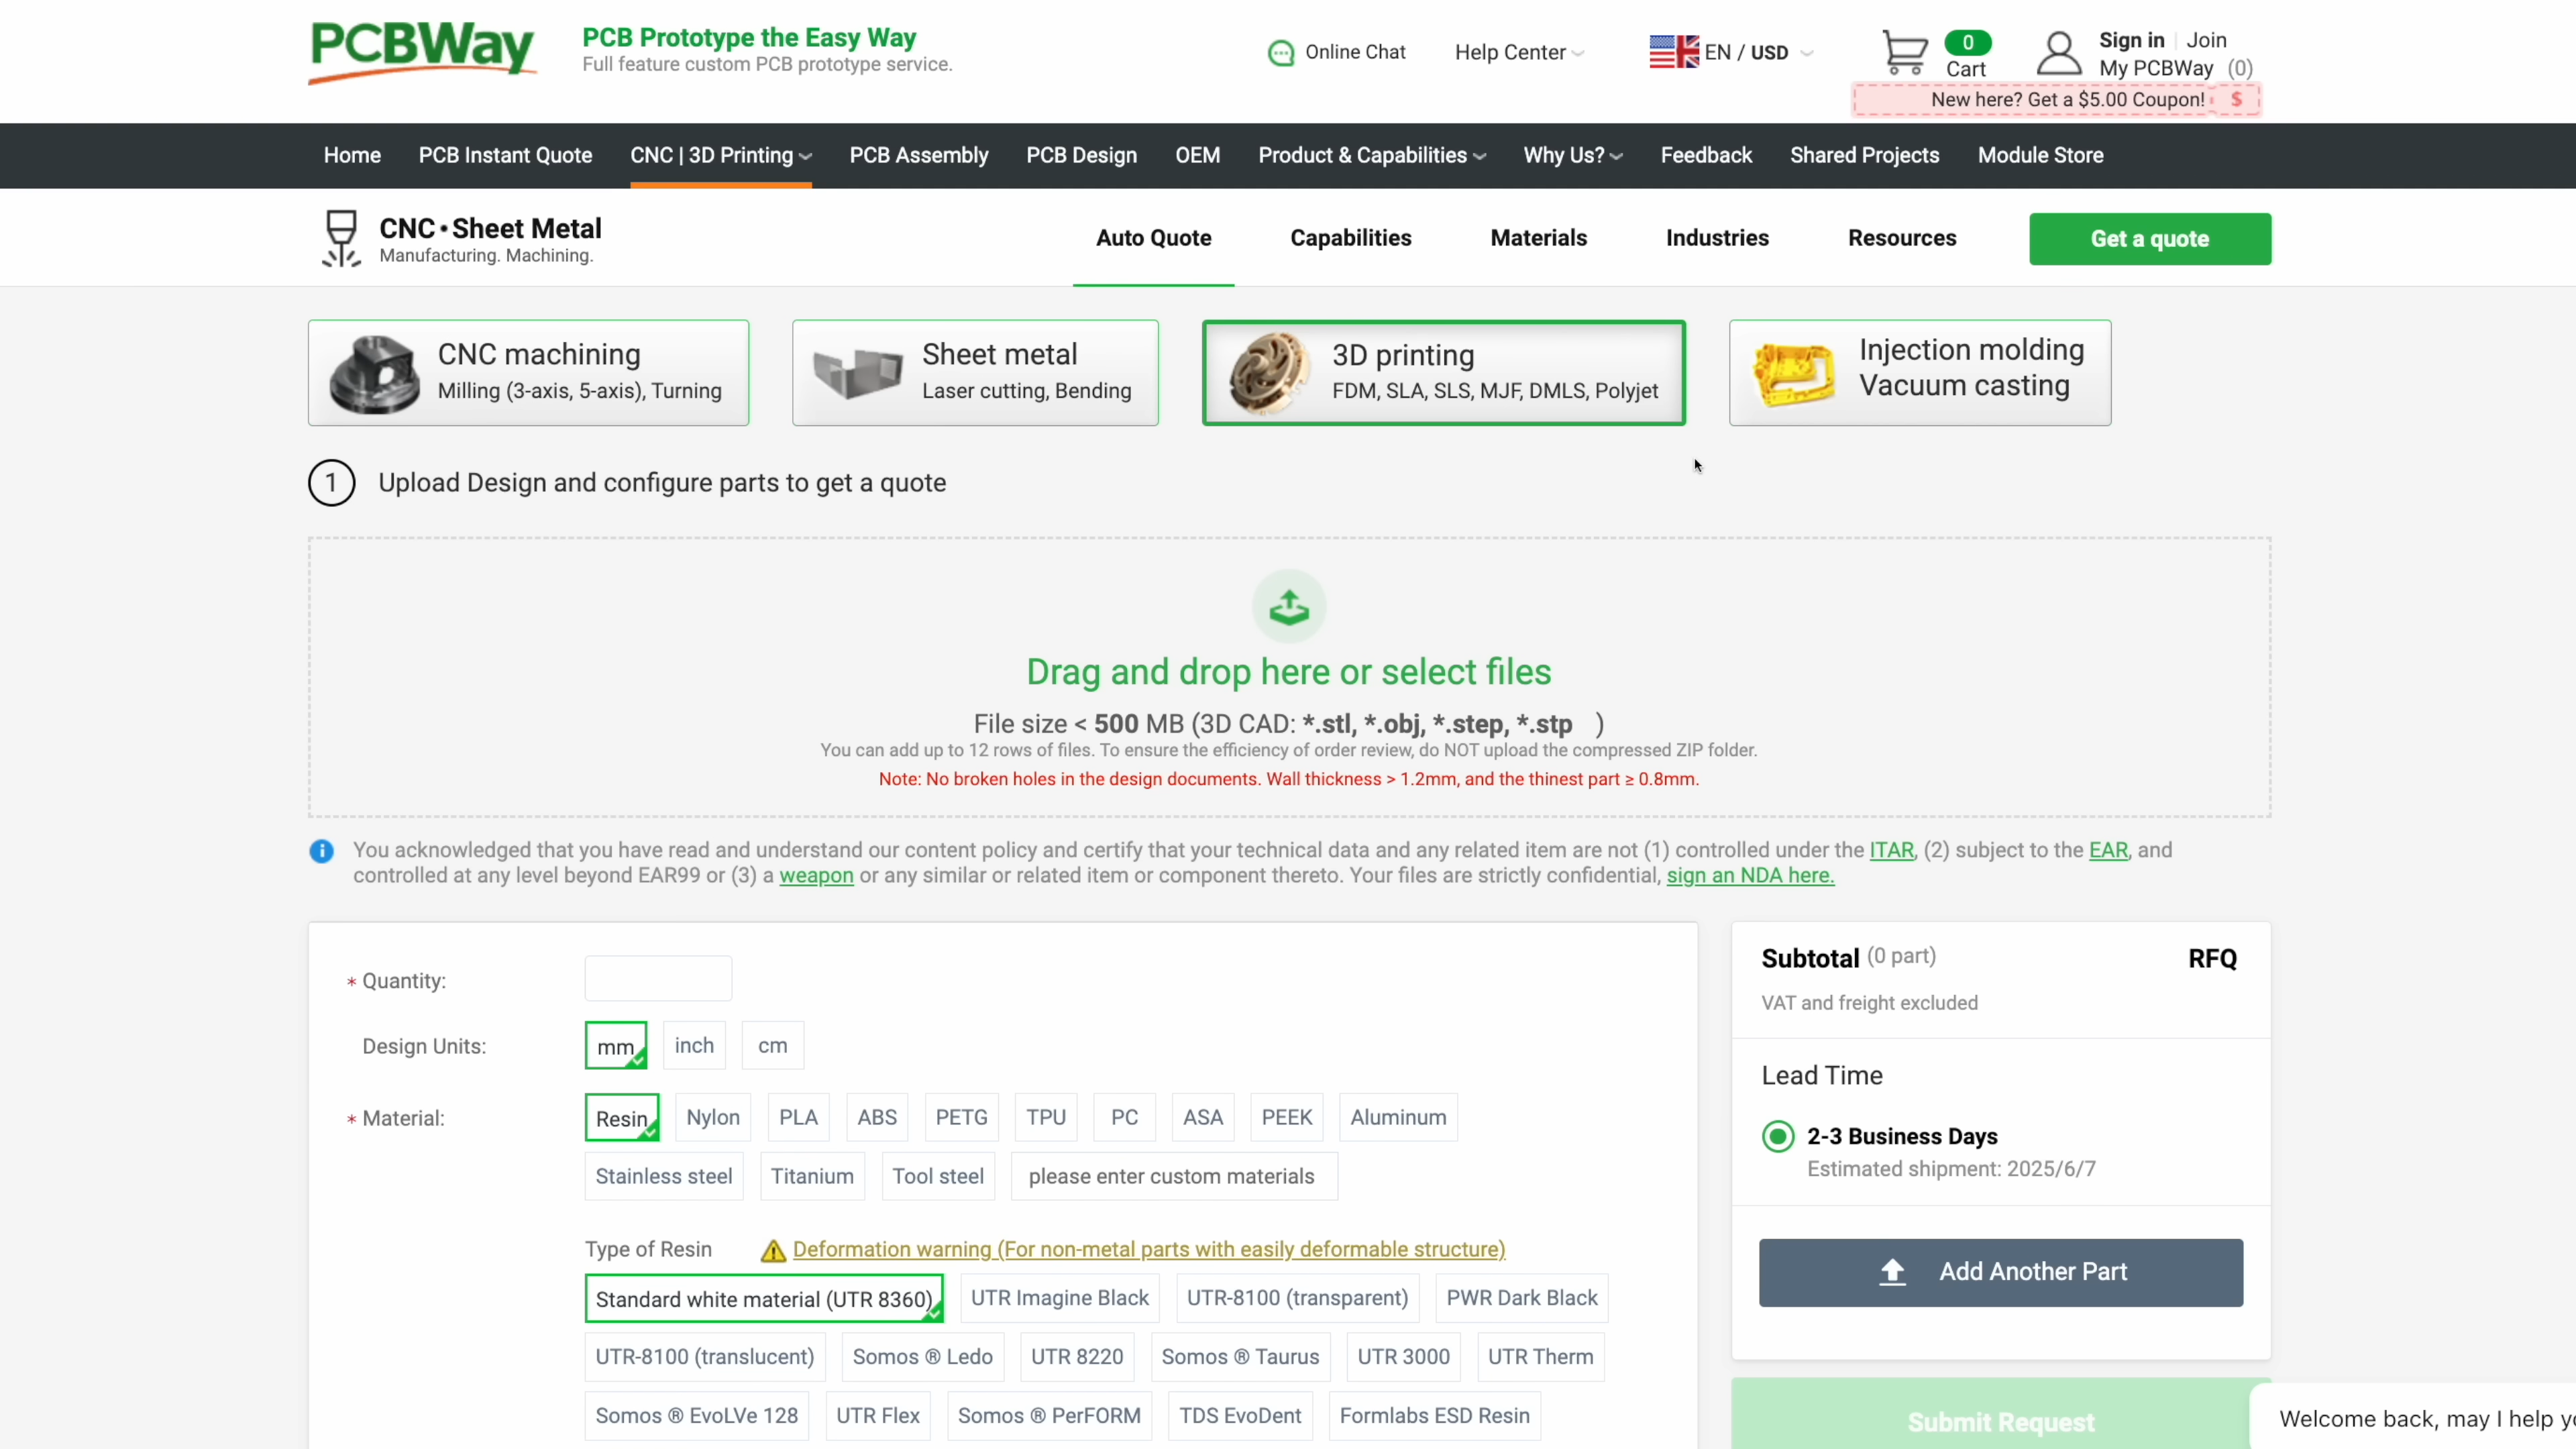 PCBWay
PCB Prototype the Easy Way
Full feature custom PCB prototype service.
Online Chat
Help Center
EN / USD
0
Cart
Sign in | Join
My PCBWay (0)
New here? Get a $5.00 Coupon! $
Home PCB Instant Quote CNC | 3D Printing PCB Assembly PCB Design OEM Product & Capabilities Why Us? Feedback Shared Projects Module Store
CNC • Sheet Metal
Manufacturing. Machining.
Auto Quote Capabilities Materials Industries Resources Get a quote
CNC machining
Milling (3-axis, 5-axis), Turning
Sheet metal
Laser cutting, Bending
3D printing
FDM, SLA, SLS, MJF, DMLS, Polyjet
Injection molding
Vacuum casting
1 Upload Design and configure parts to get a quote
Drag and drop here or select files
File size < 500 MB (3D CAD: *.stl, *.obj, *.step, *.stp )
You can add up to 12 rows of files. To ensure the efficiency of order review, do NOT upload the compressed ZIP folder.
Note: No broken holes in the design documents. Wall thickness > 1.2mm, and the thinest part ≥ 0.8mm.
You acknowledged that you have read and understand our content policy and certify that your technical data and any related item are not (1) controlled under the ITAR, (2) subject to the EAR, and
controlled at any level beyond EAR99 or (3) a weapon or any similar or related item or component thereto. Your files are strictly confidential, sign an NDA here.
* Quantity:
Design Units: mm inch cm
* Material: Resin Nylon PLA ABS PETG TPU PC ASA PEEK Aluminum
Stainless steel Titanium Tool steel please enter custom materials
Type of Resin Deformation warning (For non-metal parts with easily deformable structure)
Standard white material (UTR 8360) UTR Imagine Black UTR-8100 (transparent) PWR Dark Black
UTR-8100 (translucent) Somos ® Ledo UTR 8220 Somos ® Taurus UTR 3000 UTR Therm
Somos ® EvoLVe 128 UTR Flex Somos ® PerFORM TDS EvoDent Formlabs ESD Resin
Subtotal (0 part) RFQ
VAT and freight excluded
Lead Time
2-3 Business Days
Estimated shipment: 2025/6/7
Add Another Part
Submit Request
Welcome back, may I help